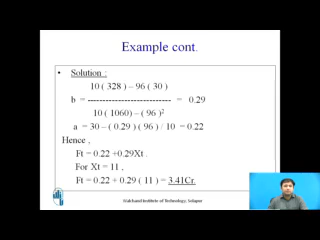 Example cont.
• Solution :
10 ( 328 ) – 96 ( 30 )
b = ---------------------------- = 0.29
10 ( 1060) – ( 96 )²
a = 30 – ( 0.29 ) ( 96 ) / 10 = 0.22
Hence ,
Ft = 0.22 +0.29Xt .
For Xt = 11 ,
Ft = 0.22 + 0.29 ( 11 ) = 3.41Cr.
Walchand Institute of Technology, Solapur